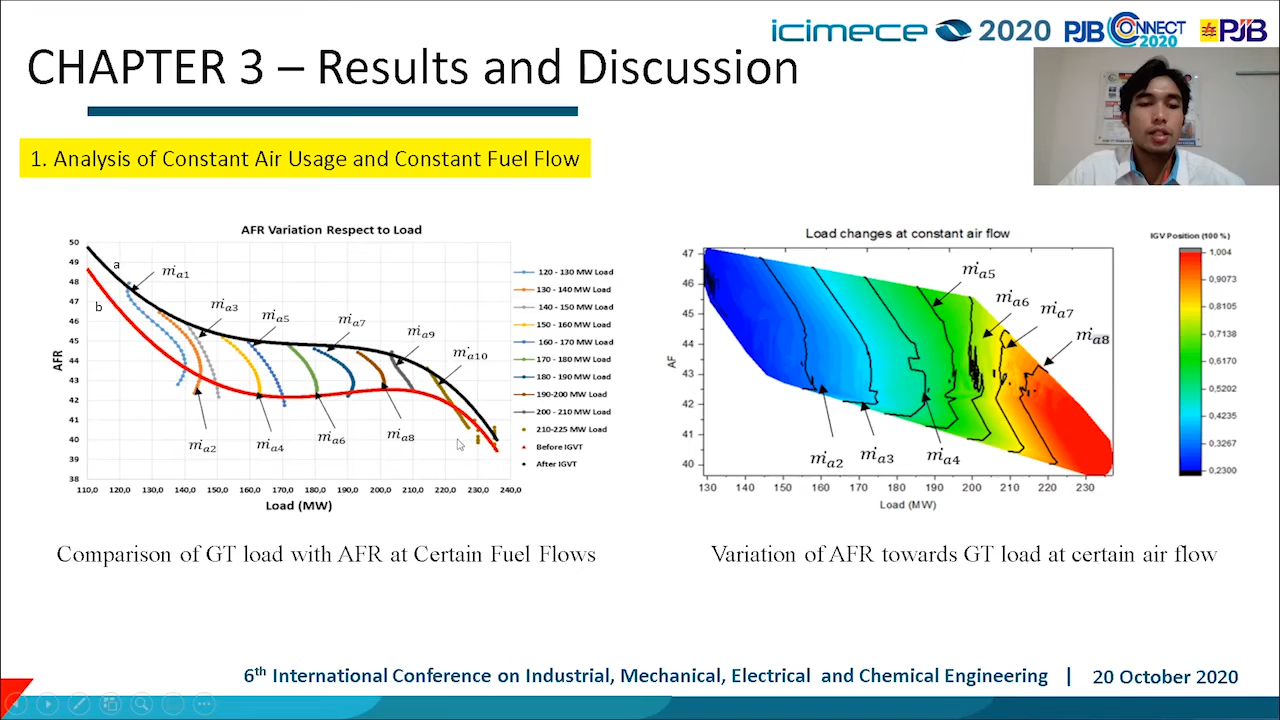 icimece 2020 PJB CONNECT 2020 PJB
CHAPTER 3 – Results and Discussion
1. Analysis of Constant Air Usage and Constant Fuel Flow
AFR Variation Respect to Load
AFR
50
49
48
47
46
45
44
43
42
41
40
39
38
110,0 120,0 130,0 140,0 150,0 160,0 170,0 180,0 190,0 200,0 210,0 220,0 230,0 240,0
Load (MW)
a
b
ṁa1
ṁa3
ṁa5
ṁa7
ṁa9
ṁa10
ṁa2
ṁa4
ṁa6
ṁa8
120 - 130 MW Load
130 - 140 MW Load
140 - 150 MW Load
150 - 160 MW Load
160 - 170 MW Load
170 - 180 MW Load
180 - 190 MW Load
190-200 MW Load
200 - 210 MW Load
210-225 MW Load
Before IGVT
After IGVT
Load changes at constant air flow
AF
47
46
45
44
43
42
41
40
130 140 150 160 170 180 190 200 210 220 230
Load (MW)
ṁa5
ṁa6
ṁa7
ṁa8
ṁa2
ṁa3
ṁa4
IGV Position (100 %)
1,004
0,9073
0,8105
0,7138
0,6170
0,5202
0,4235
0,3267
0,2300
Comparison of GT load with AFR at Certain Fuel Flows
Variation of AFR towards GT load at certain air flow
6th International Conference on Industrial, Mechanical, Electrical and Chemical Engineering | 20 October 2020